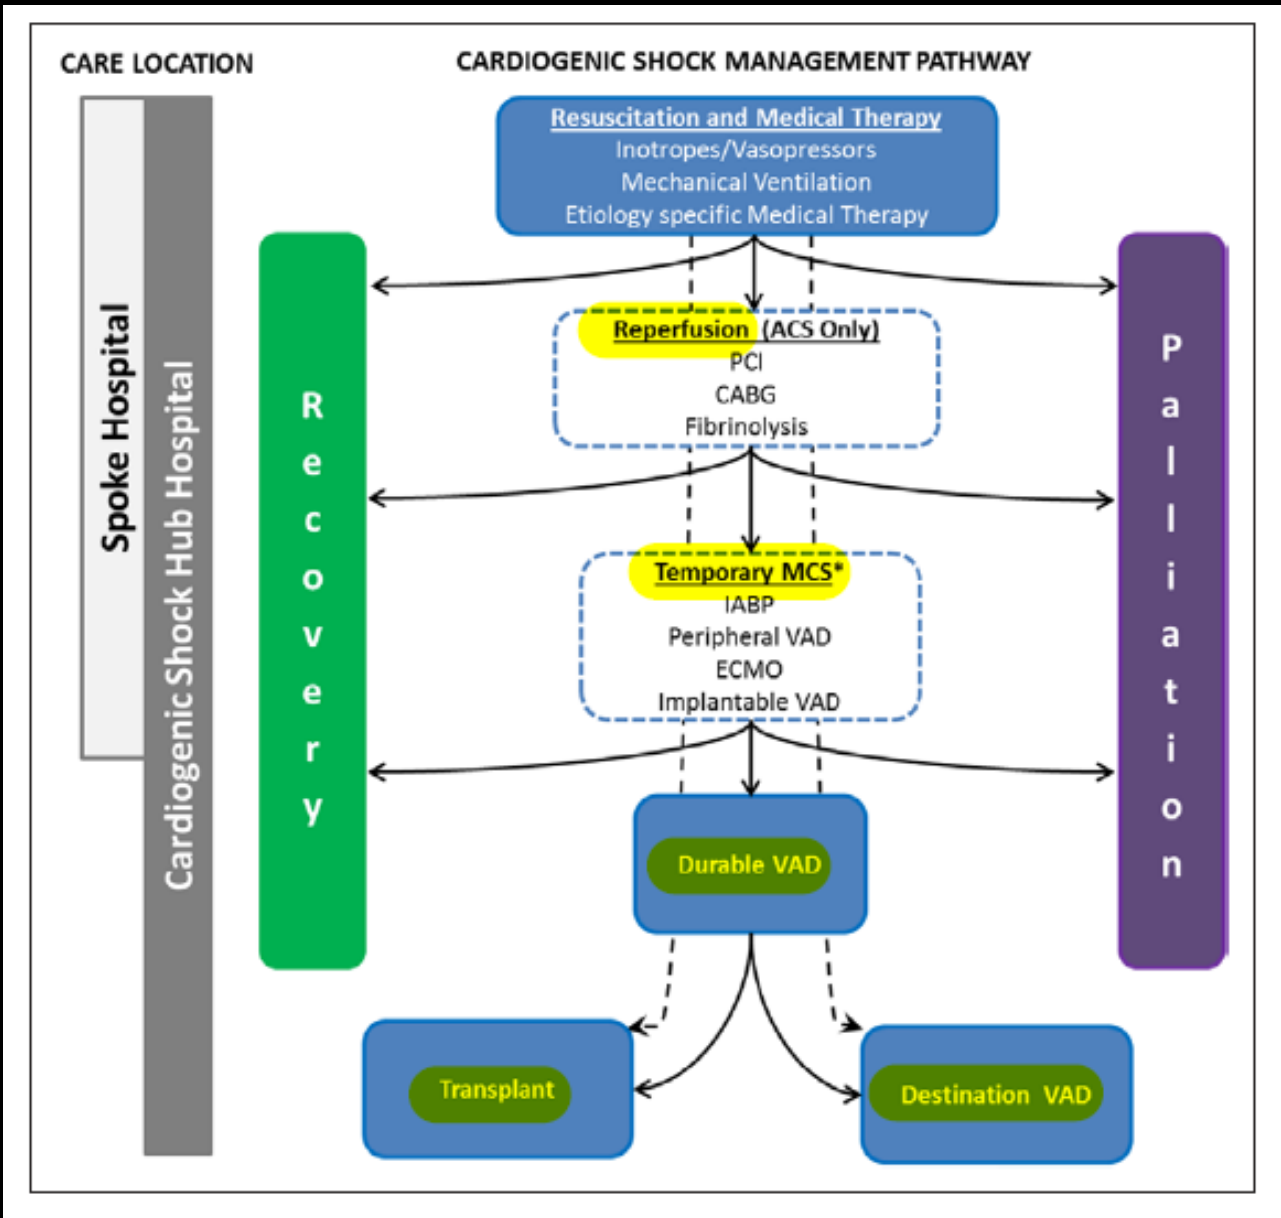 CARE LOCATION
CARDIOGENIC SHOCK MANAGEMENT PATHWAY
Spoke Hospital
Cardiogenic Shock Hub Hospital
Resuscitation and Medical Therapy
Inotropes/Vasopressors
Mechanical Ventilation
Etiology specific Medical Therapy
Recovery
Reperfusion (ACS Only)
PCI
CABG
Fibrinolysis
Temporary MCS*
IABP
Peripheral VAD
ECMO
Implantable VAD
Palliation
Durable VAD
Transplant
Destination VAD